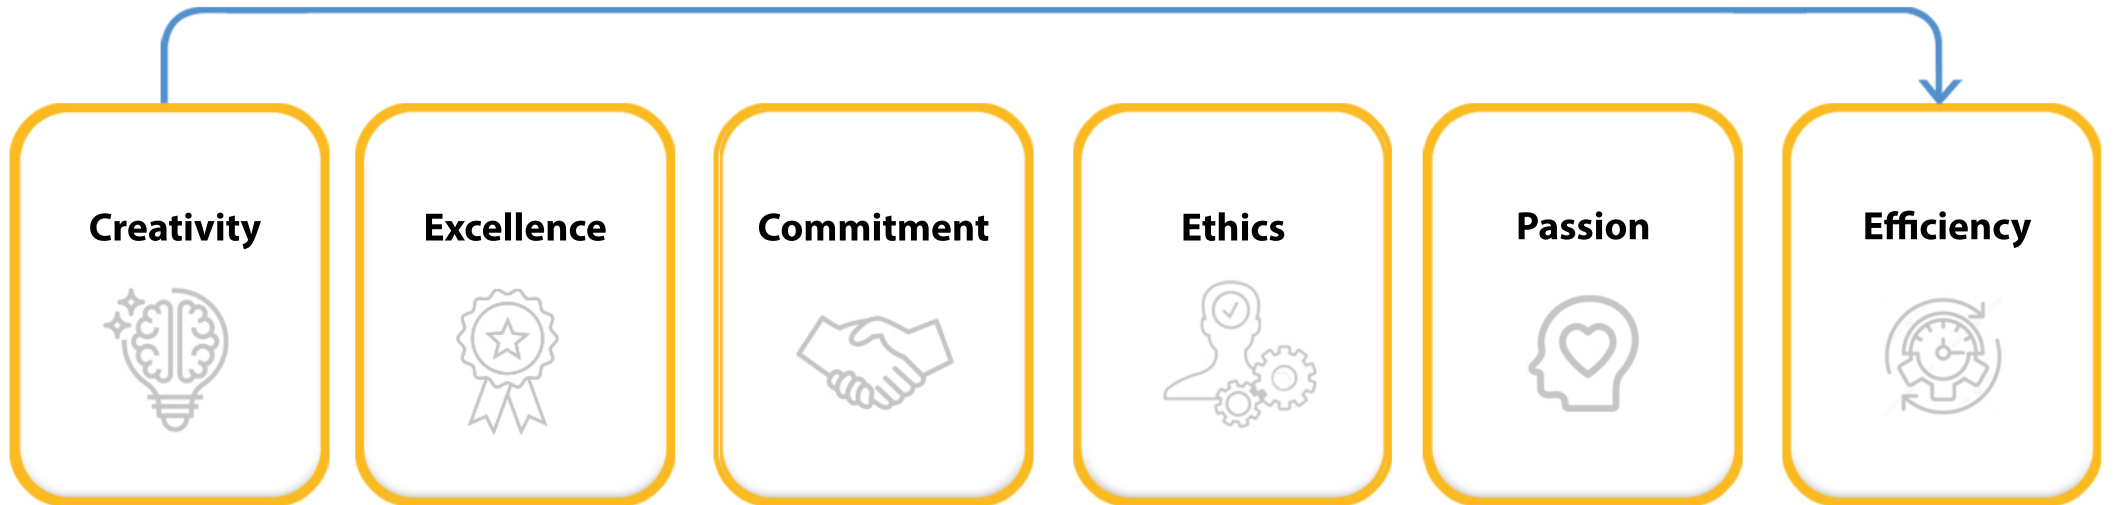 Creativity
Excellence
Commitment
Ethics
Passion
Efficiency